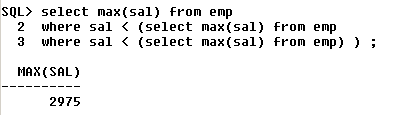 SQL> select max(sal) from emp
2 where sal < (select max(sal) from emp
3 where sal < (select max(sal) from emp) ) ;
MAX(SAL)
----------
2975